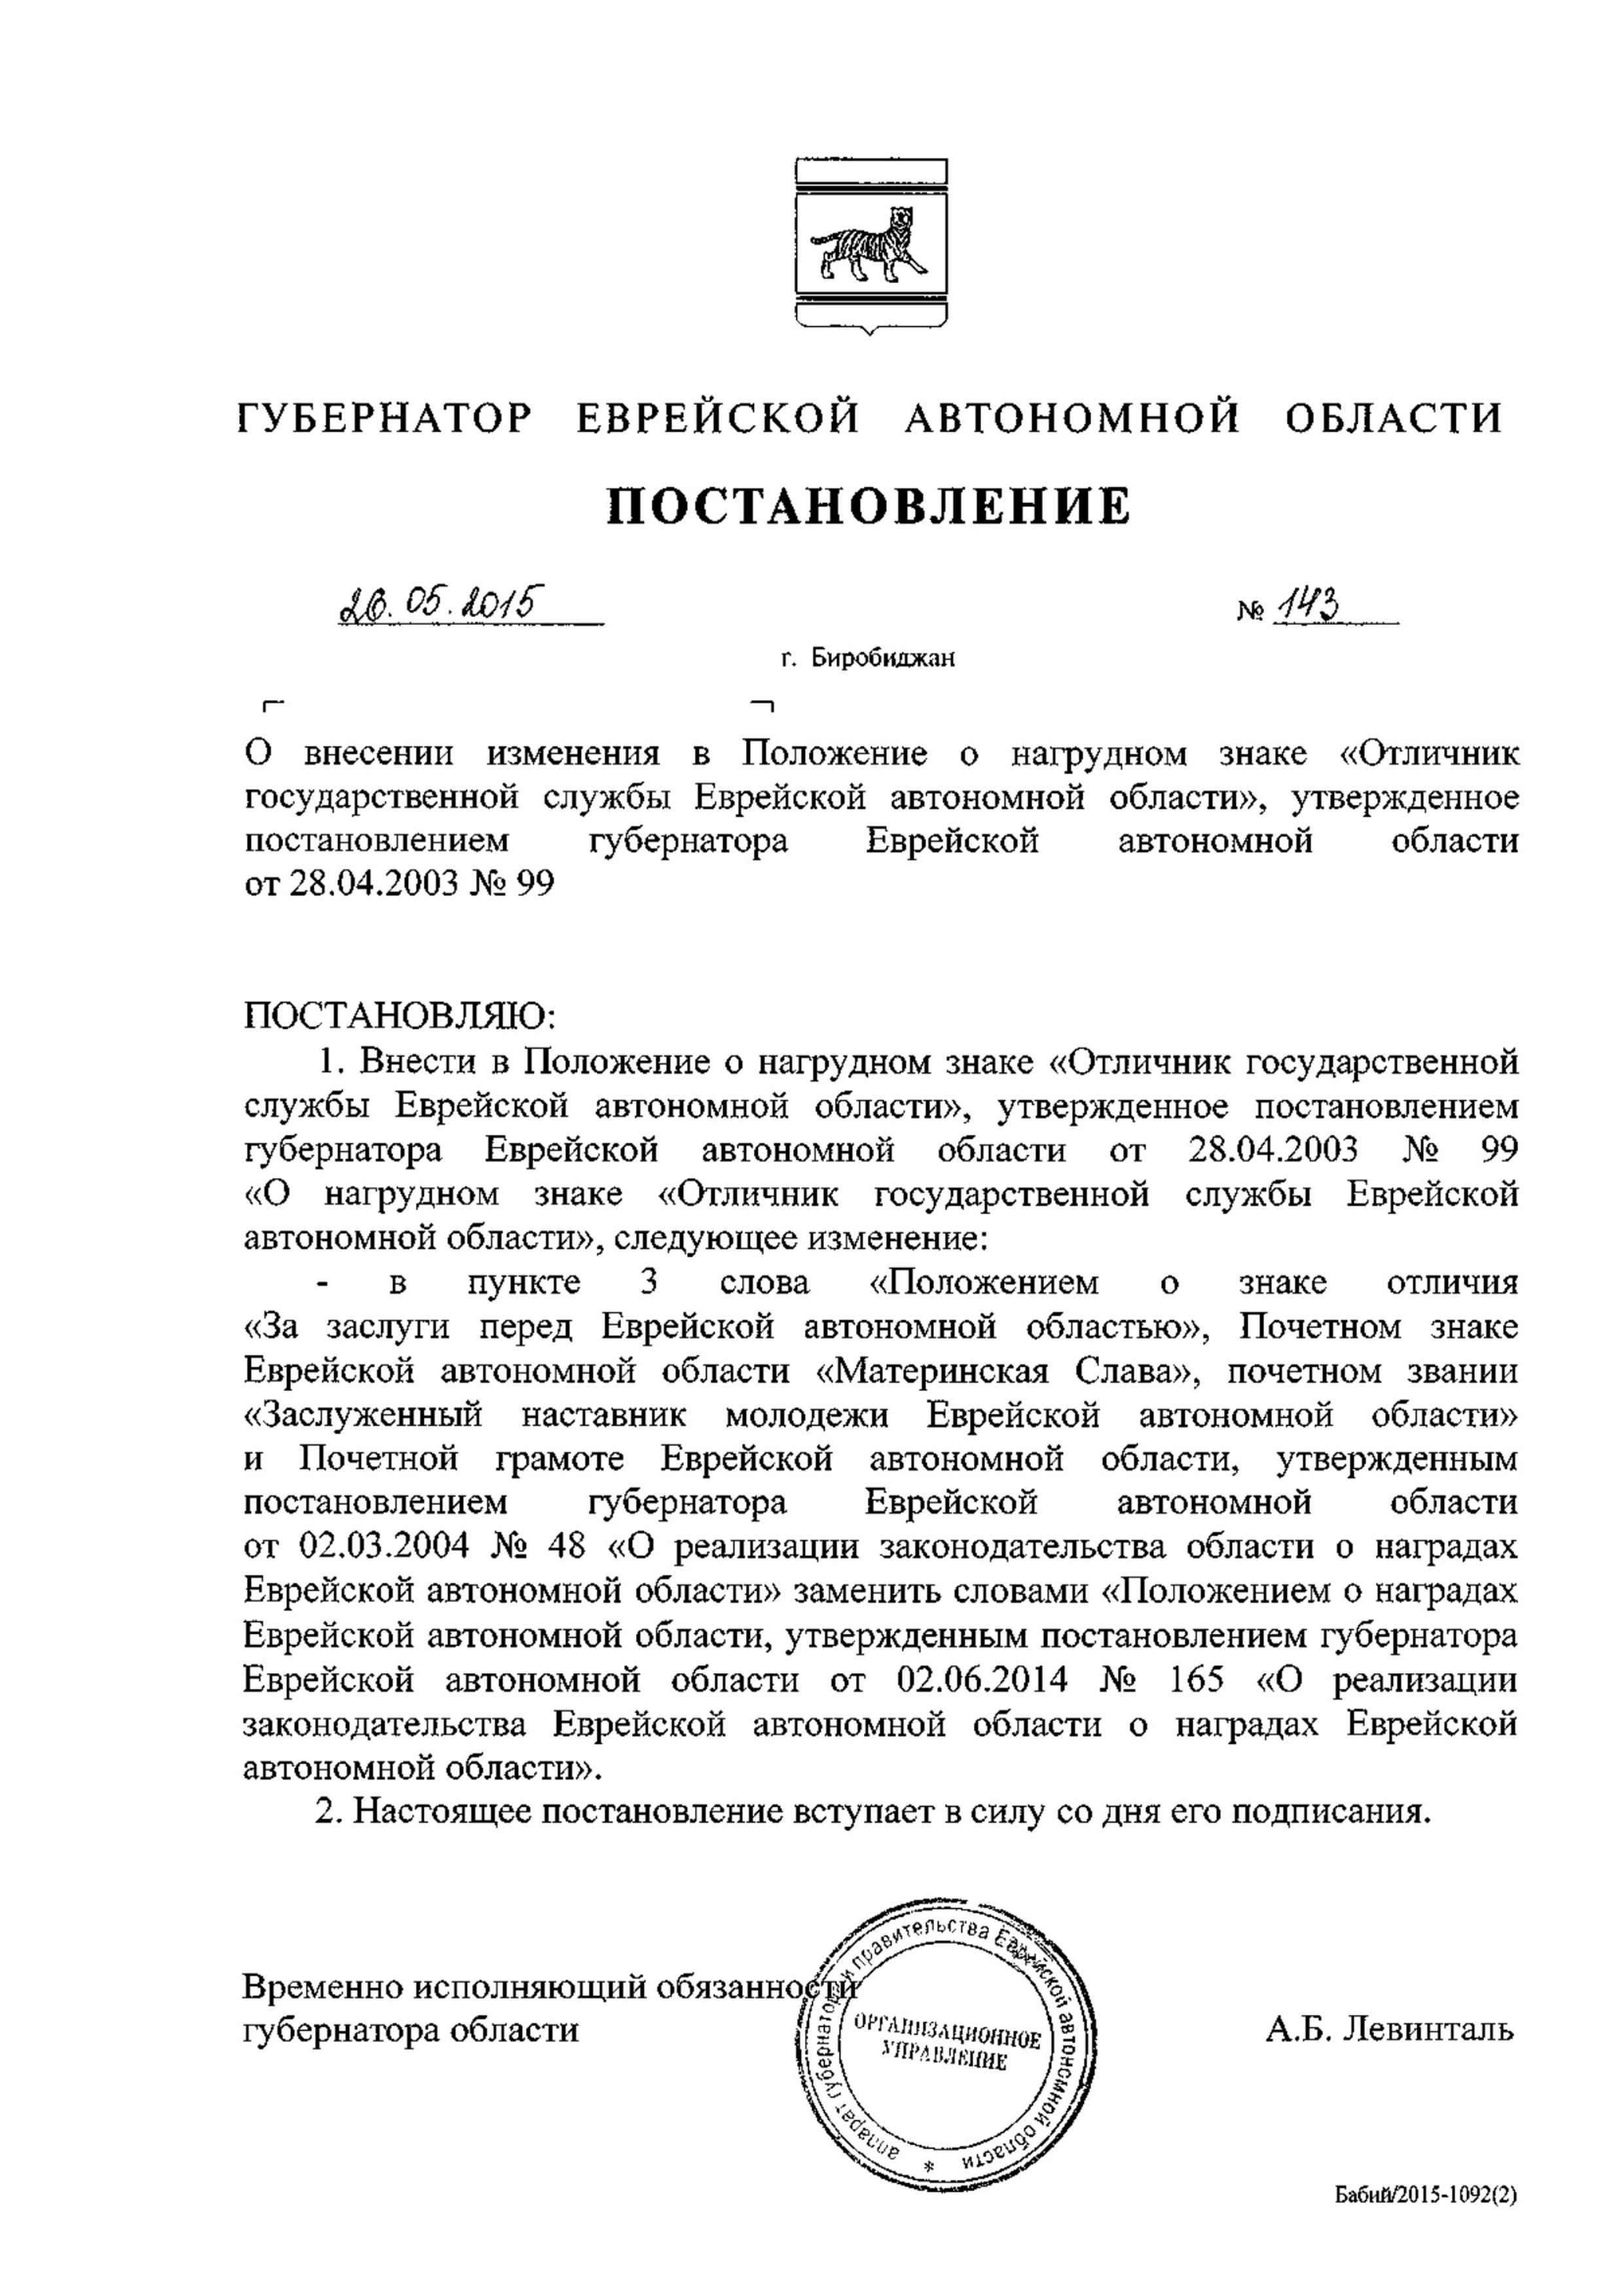 ГУБЕРНАТОР ЕВРЕЙСКОЙ АВТОНОМНОЙ ОБЛАСТИ
ПОСТАНОВЛЕНИЕ
26.05.2015 № 143
г. Биробиджан
О внесении изменения в Положение о нагрудном знаке «Отличник
государственной службы Еврейской автономной области», утвержденное
постановлением губернатора Еврейской автономной области
от 28.04.2003 № 99
ПОСТАНОВЛЯЮ:
1. Внести в Положение о нагрудном знаке «Отличник государственной
службы Еврейской автономной области», утвержденное постановлением
губернатора Еврейской автономной области от 28.04.2003 № 99
«О нагрудном знаке «Отличник государственной службы Еврейской
автономной области», следующее изменение:
- в пункте 3 слова «Положением о знаке отличия
«За заслуги перед Еврейской автономной областью», Почетном знаке
Еврейской автономной области «Материнская Слава», почетном звании
«Заслуженный наставник молодежи Еврейской автономной области»
и Почетной грамоте Еврейской автономной области, утвержденным
постановлением губернатора Еврейской автономной области
от 02.03.2004 № 48 «О реализации законодательства области о наградах
Еврейской автономной области» заменить словами «Положением о наградах
Еврейской автономной области, утвержденным постановлением губернатора
Еврейской автономной области от 02.06.2014 № 165 «О реализации
законодательства Еврейской автономной области о наградах Еврейской
автономной области».
2. Настоящее постановление вступает в силу со дня его подписания.
Временно исполняющий обязанности
губернатора области А.Б. Левинталь
аппарат губернатора и правительства Еврейской автономной области *
ОРГАНИЗАЦИОННОЕ
УПРАВЛЕНИЕ
Бабий/2015-1092(2)